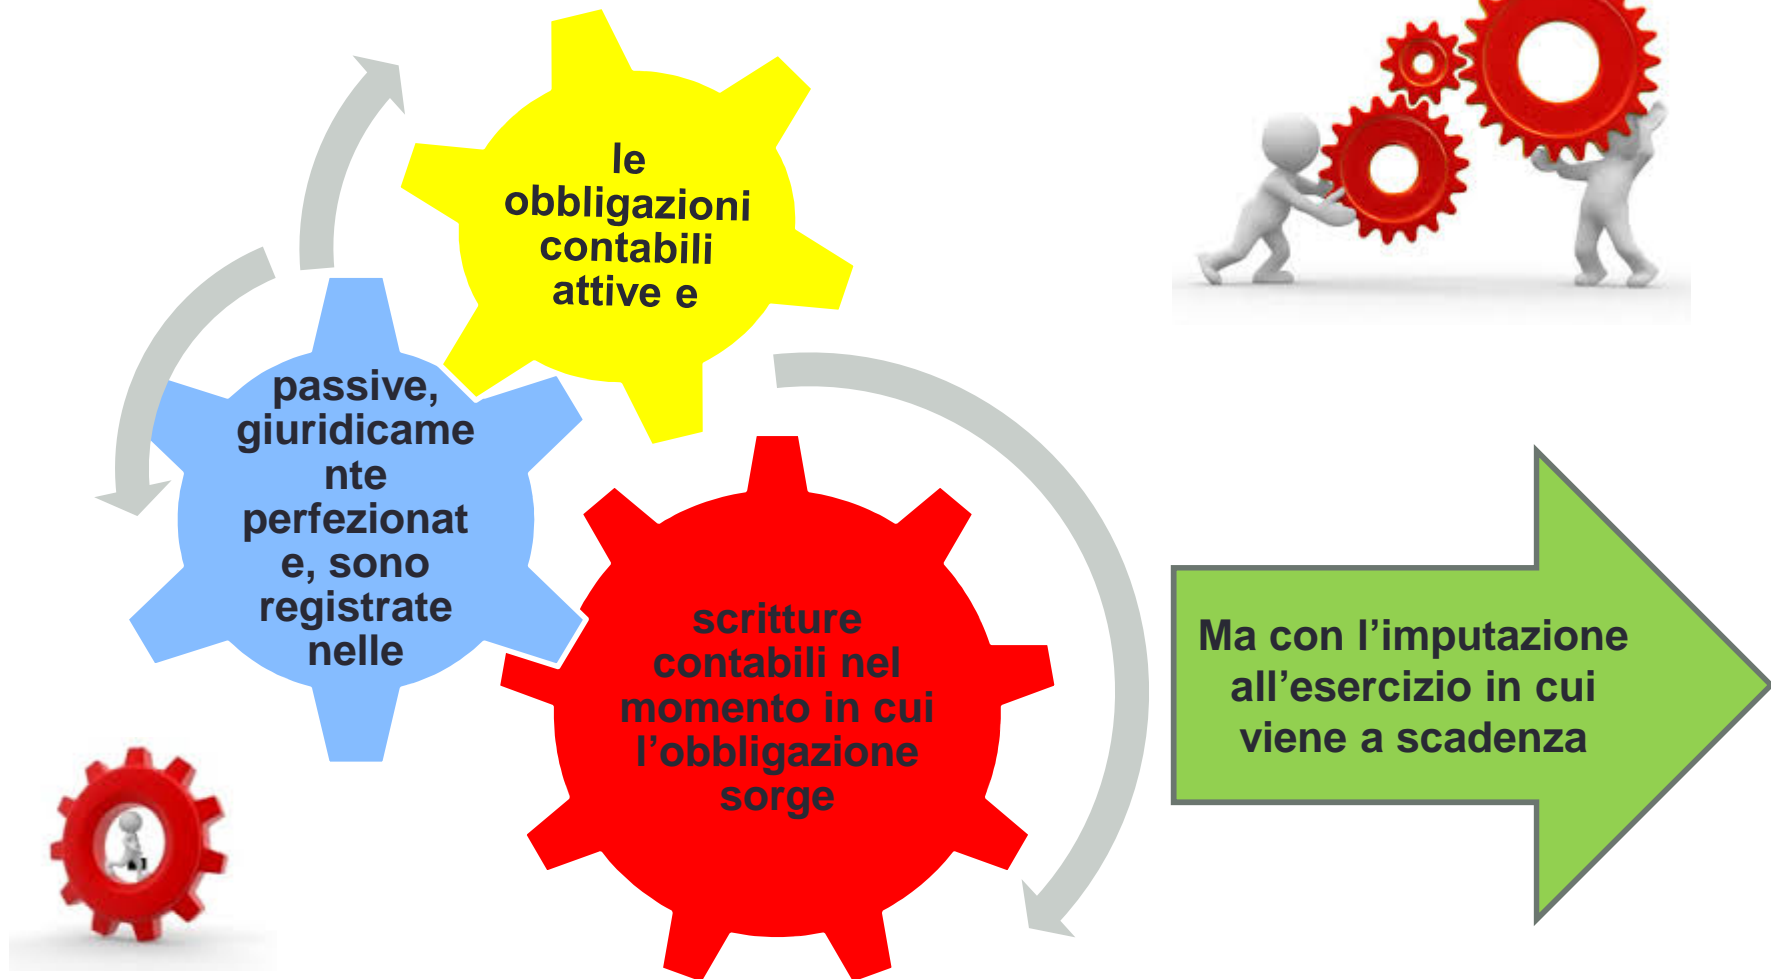 le
obbligazioni
contabili
attive e
passive,
giuridicame
nte
perfezionat
e, sono
registrate
nelle
scritture
contabili nel
momento in cui
l’obbligazione
sorge
Ma con l’imputazione
all’esercizio in cui
viene a scadenza